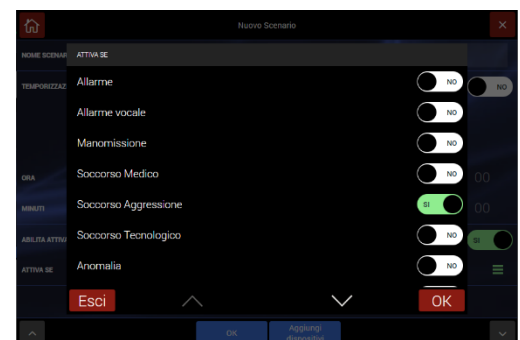 Nuovo Scenario
NOME SCENAR
ATTIVA SE
TEMPORIZZAZ
NO
Allarme
NO
Allarme vocale
NO
Manomissione
NO
Soccorso Medico
NO
ORA
00
Soccorso Aggressione
SI
MINUTI
00
Soccorso Tecnologico
NO
ABILITA ATTIVA
SI
Anomalia
NO
ATTIVA SE
Esci
OK
OK
Aggiungi
dispositivi